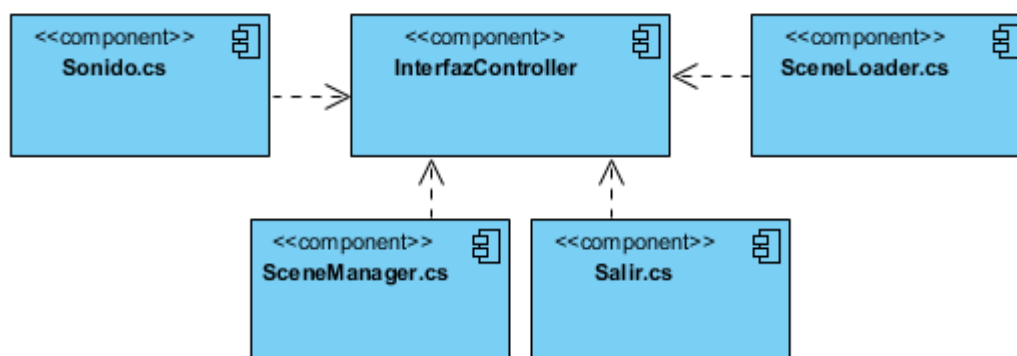 <<component>>
Sonido.cs
<<component>>
InterfazController
<<component>>
SceneLoader.cs
<<component>>
SceneManager.cs
<<component>>
Salir.cs